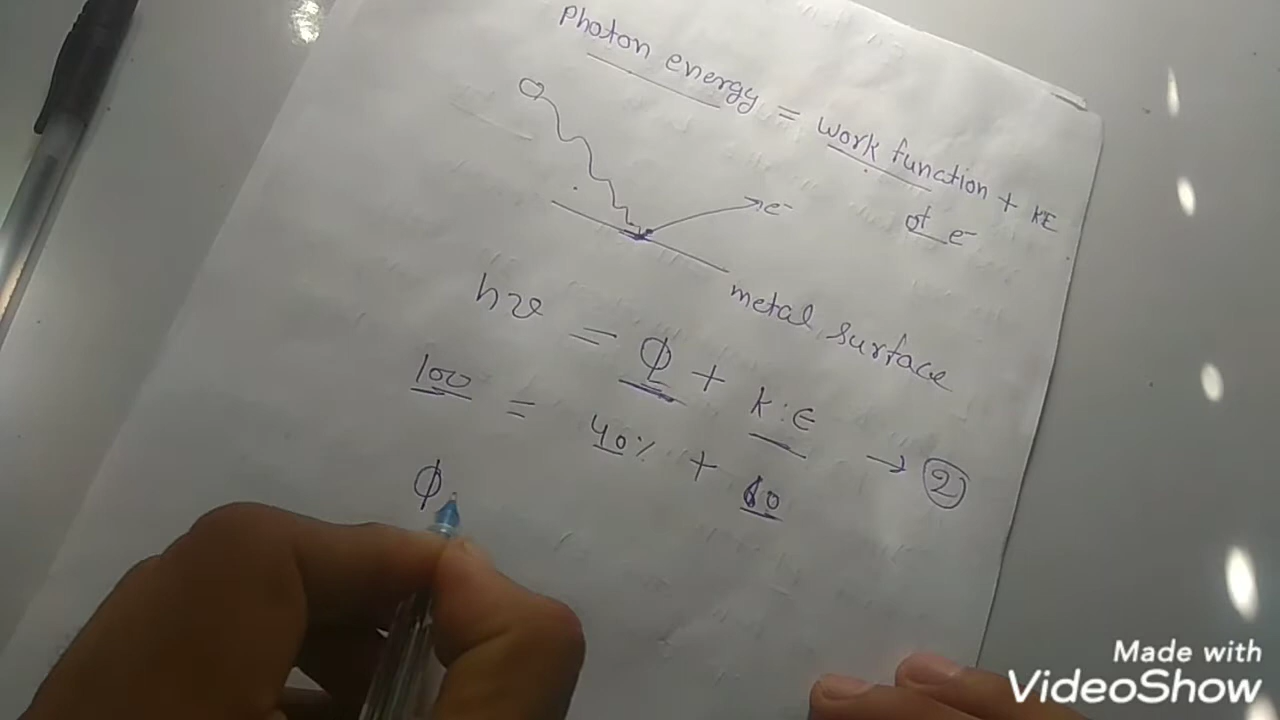 Photon energy = work function + KE
of e-
e-
metal surface
hν = ϕ + k.E → ②
100 = 40% + 60
ϕ
Made with
VideoShow